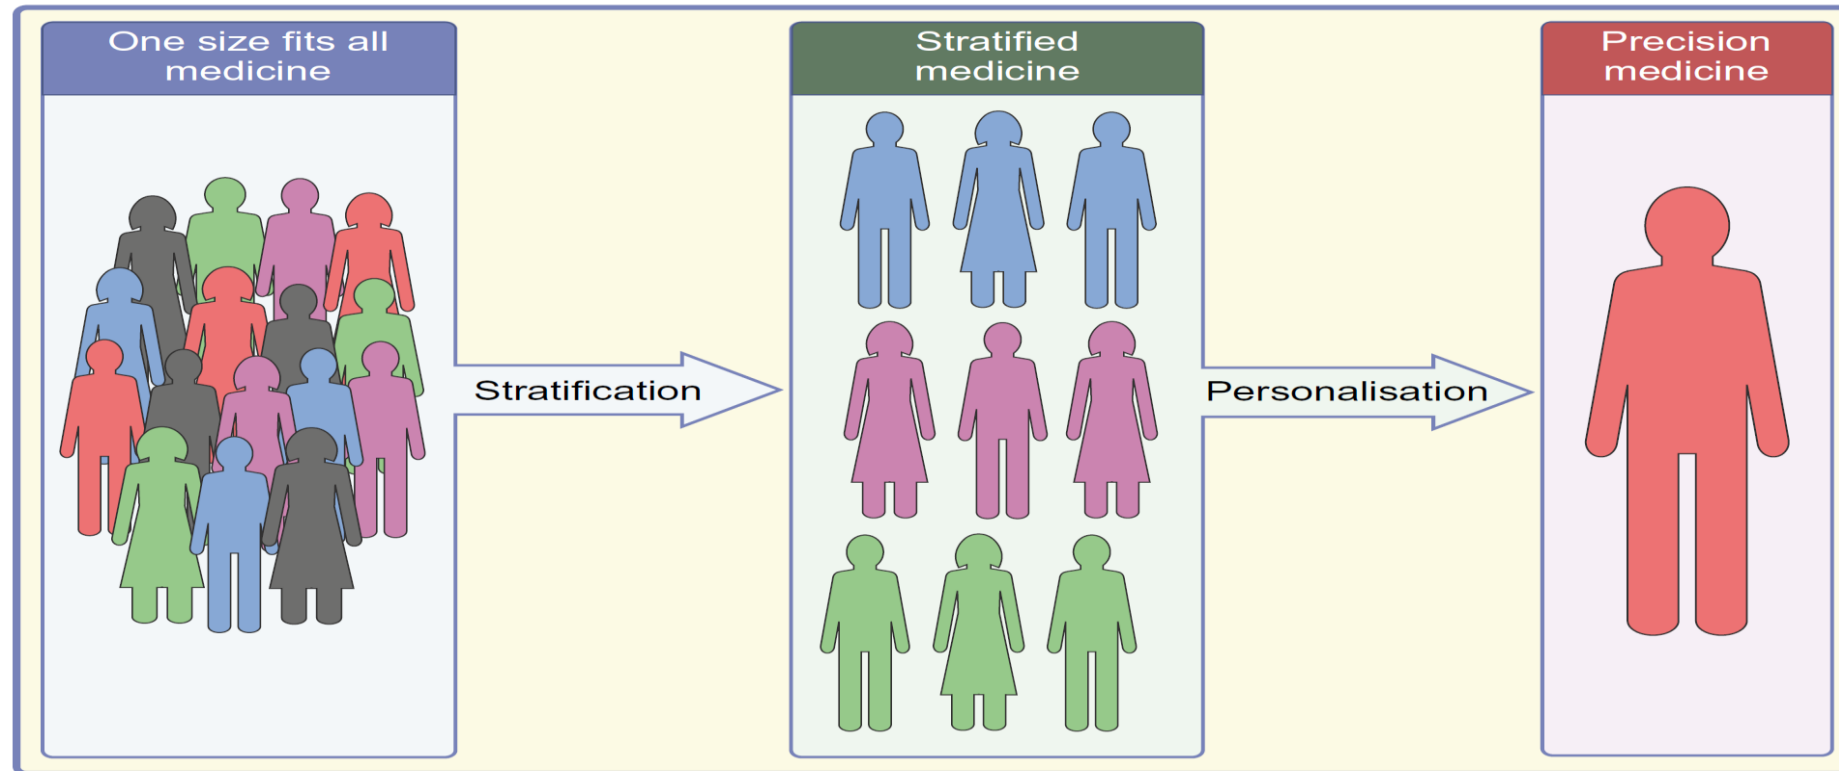 One size fits all
medicine
Stratification
Stratified
medicine
Personalisation
Precision
medicine